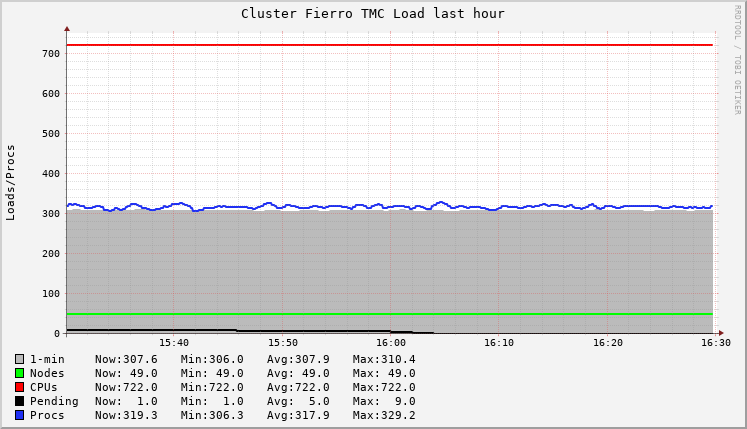 Cluster Fierro TMC Load last hour
RRDTOOL / TOBI OETIKER
Loads/Procs
700
600
500
400
300
200
100
0
15:40 15:50 16:00 16:10 16:20 16:30
1-min Now:307.6 Min:306.0 Avg:307.9 Max:310.4
Nodes Now: 49.0 Min: 49.0 Avg: 49.0 Max: 49.0
CPUs Now:722.0 Min:722.0 Avg:722.0 Max:722.0
Pending Now: 1.0 Min: 1.0 Avg: 5.0 Max: 9.0
Procs Now:319.3 Min:306.3 Avg:317.9 Max:329.2